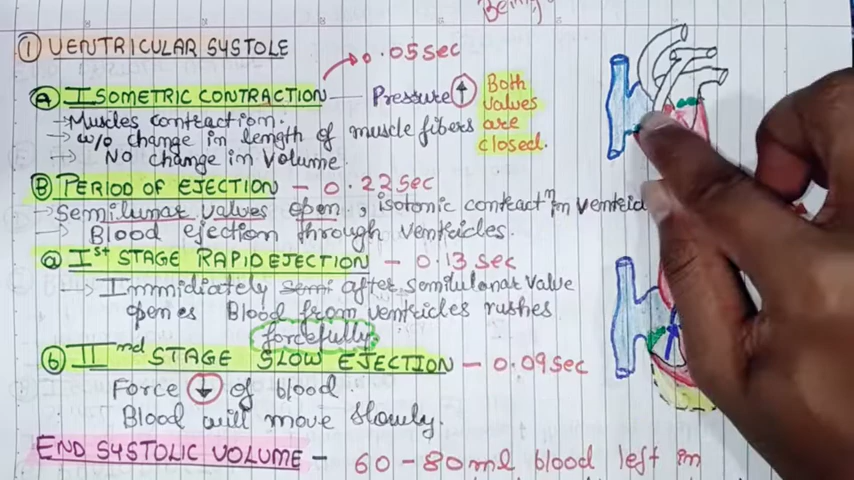 Being
① VENTRICULAR SYSTOLE
0.05 sec
Ⓐ ISOMETRIC CONTRACTION — Pressure ↑ Both valves are closed.
→ Muscles contraction.
→ w/o change in length of muscle fibers
→ No change in Volume.
Ⓑ PERIOD OF EJECTION - 0.22 sec
→ Semilunar valves open, isotonic contractⁿ in ventric
→ Blood ejection through ventricles.
ⓐ Ist STAGE RAPID EJECTION - 0.13 sec
→ Immidiately after semilulanar valve
openes Blood from ventricles rushes
forcefully
ⓑ IInd STAGE SLOW EJECTION - 0.09 sec
Force ↓ of blood.
Blood will move slowly.
END SYSTOLIC VOLUME - 60-80ml blood left in